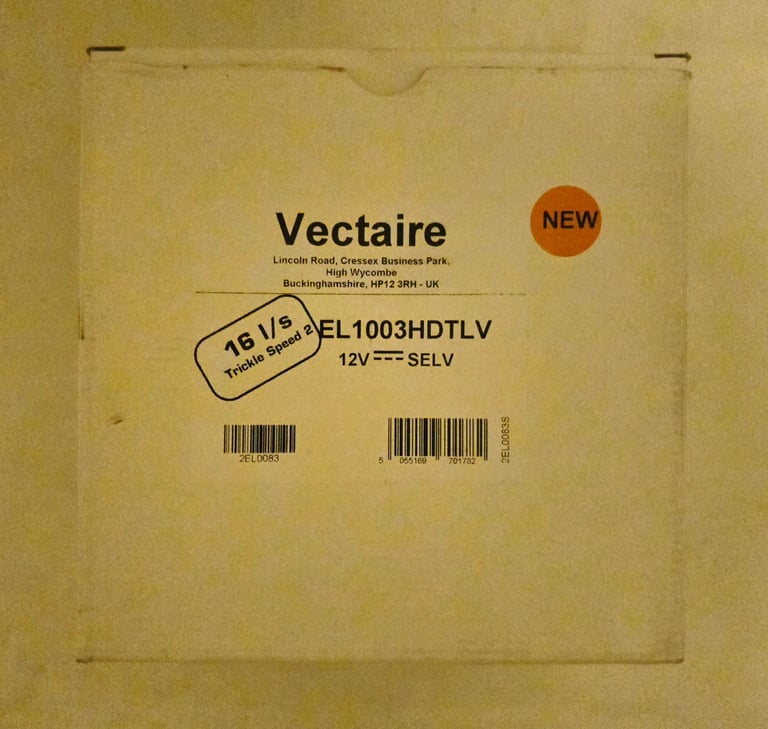 Vectaire
NEW
Lincoln Road, Cressex Business Park,
High Wycombe
Buckinghamshire, HP12 3RH - UK
16 l/s
Trickle Speed 2
EL1003HDTLV
12V SELV
2EL0083
5 055169 701782
2EL0083S